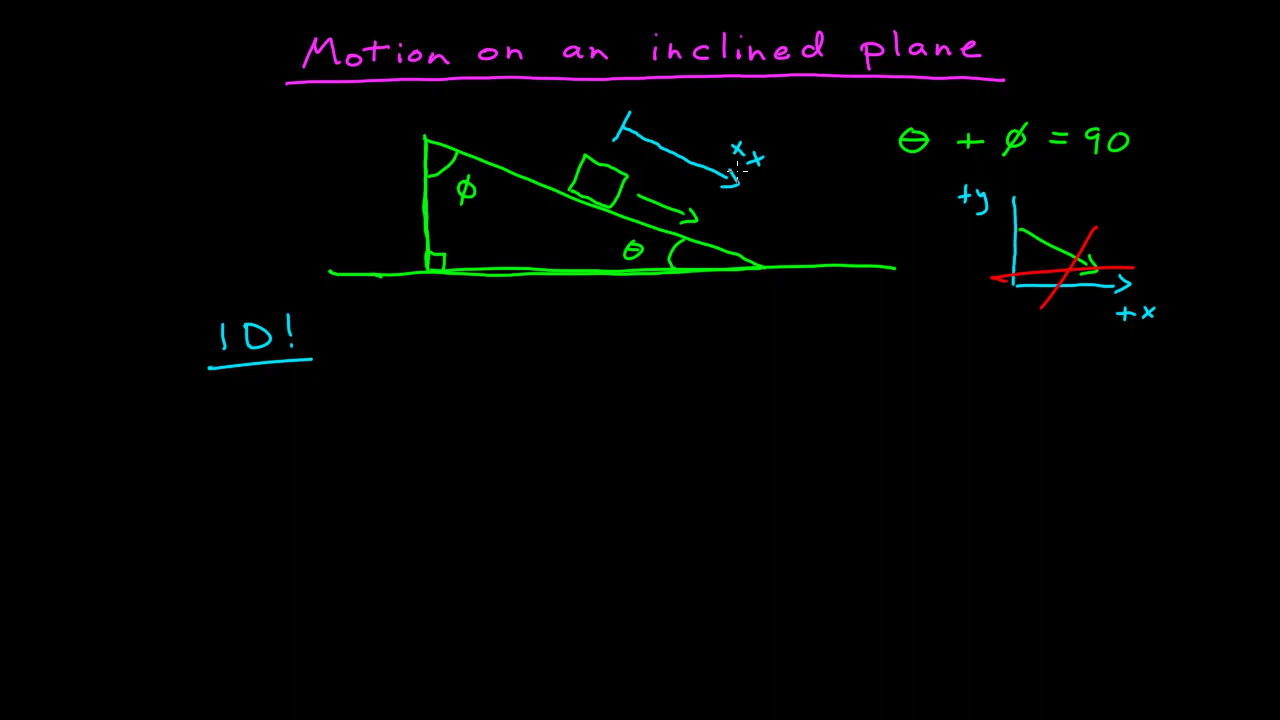 Motion on an inclined plane
θ + ϕ = 90
x
x
ϕ
+y
θ
+x
1D!